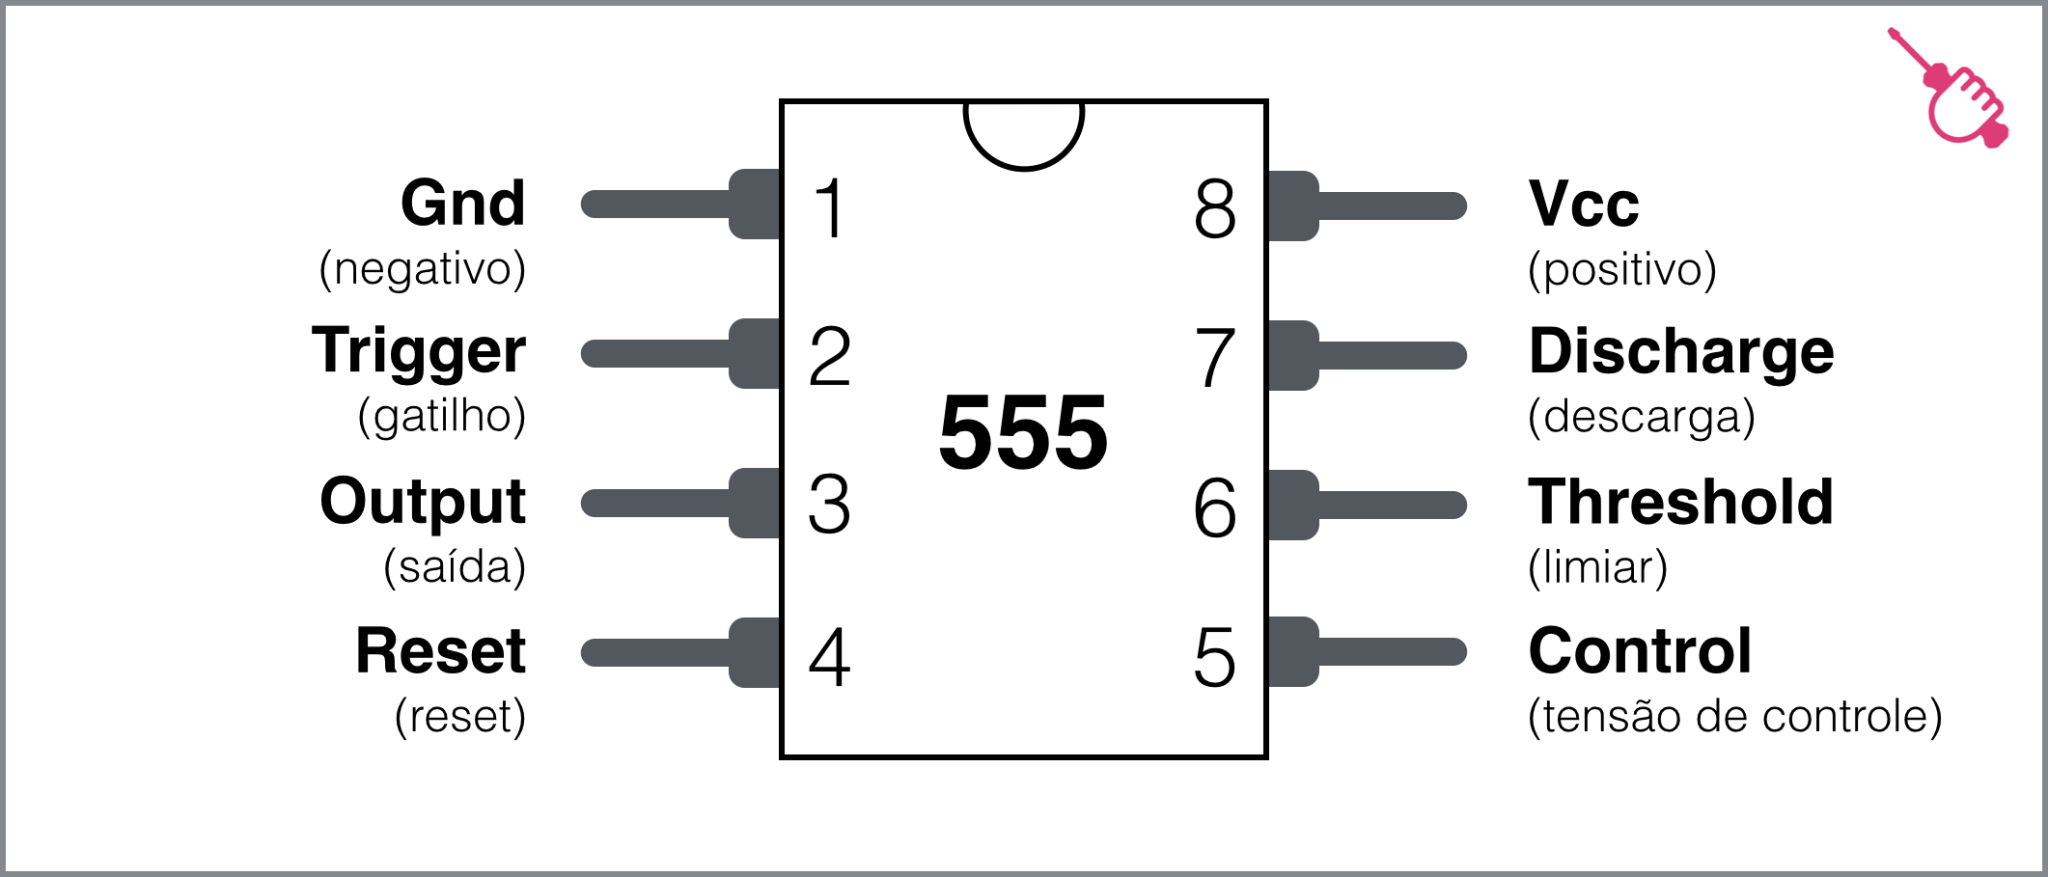 Gnd
(negativo)
Trigger
(gatilho)
Output
(saída)
Reset
(reset)
1
2
3
4
555
8
7
6
5
Vcc
(positivo)
Discharge
(descarga)
Threshold
(limiar)
Control
(tensão de controle)